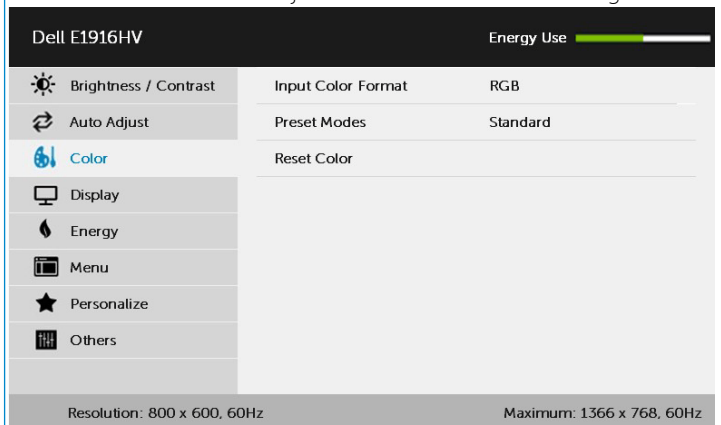 Dell E1916HV
Energy Use
Brightness / Contrast
Input Color Format
RGB
Auto Adjust
Preset Modes
Standard
Color
Reset Color
Display
Energy
Menu
Personalize
Others
Resolution: 800 x 600, 60Hz
Maximum: 1366 x 768, 60Hz